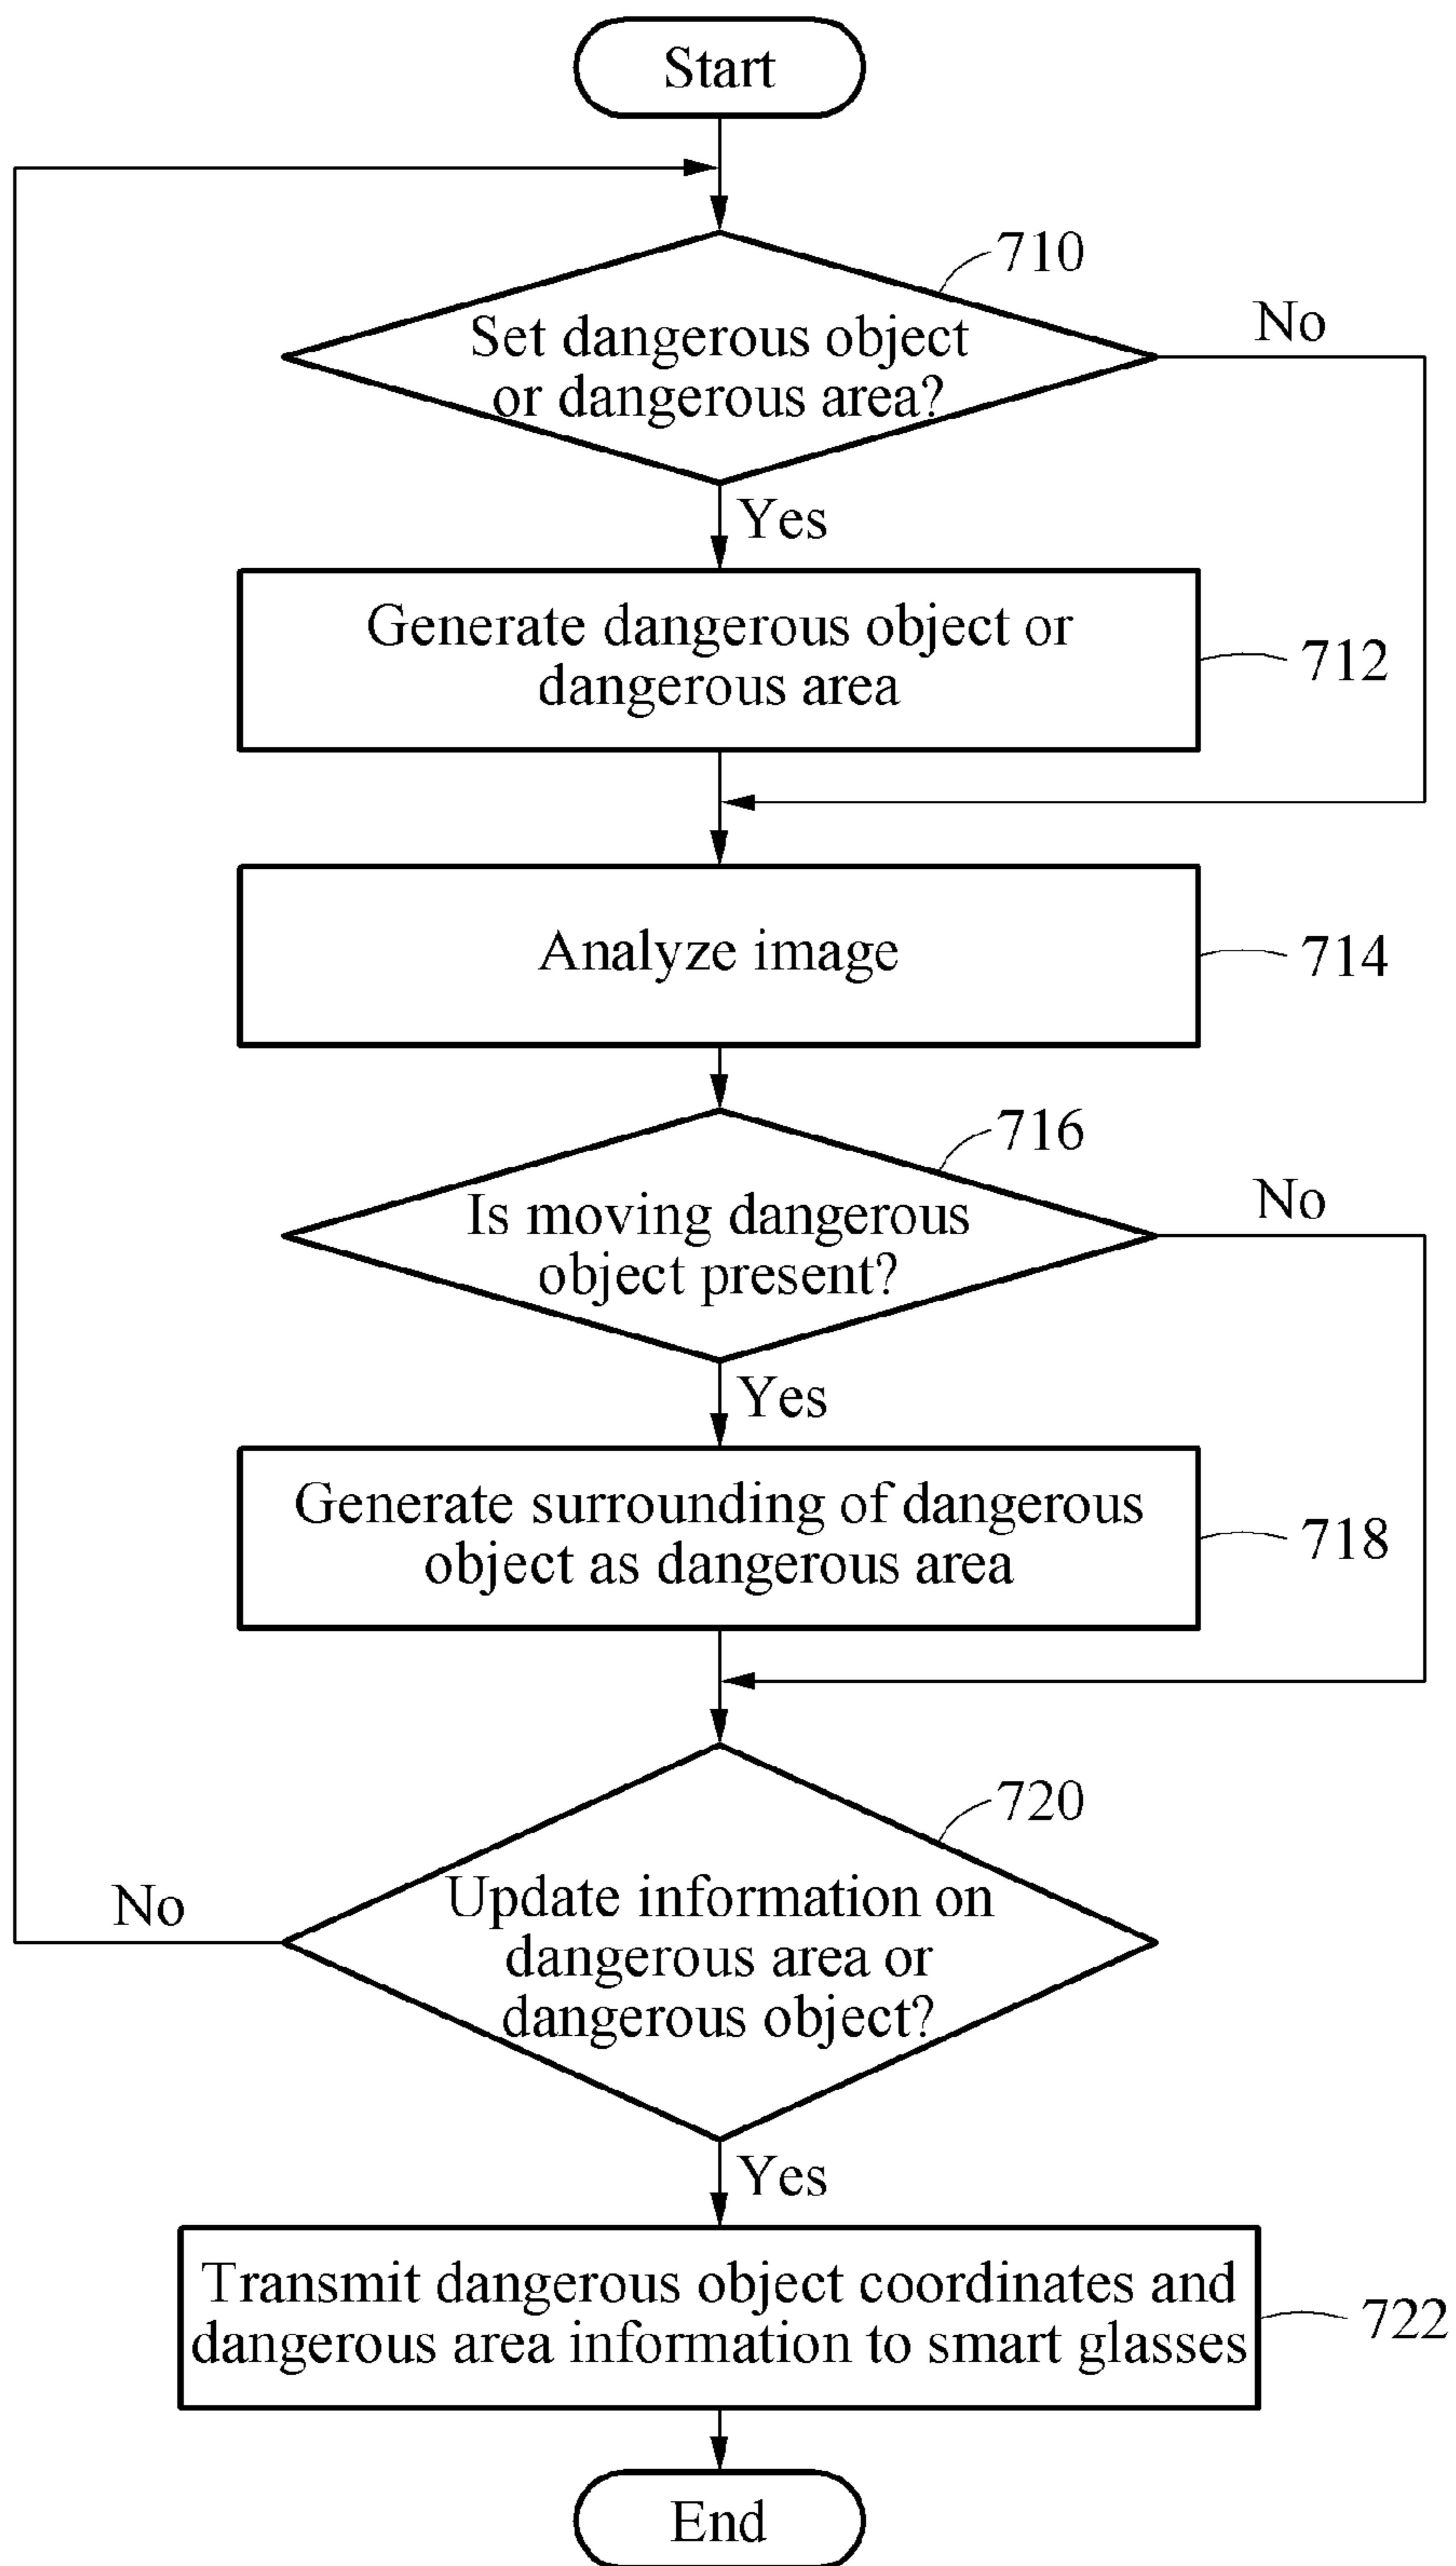 Start
710
Set dangerous object
or dangerous area?
No
Yes
Generate dangerous object or
dangerous area
712
Analyze image
714
716
Is moving dangerous
object present?
No
Yes
Generate surrounding of dangerous
object as dangerous area
718
720
Update information on
dangerous area or
dangerous object?
No
Yes
Transmit dangerous object coordinates and
dangerous area information to smart glasses
722
End